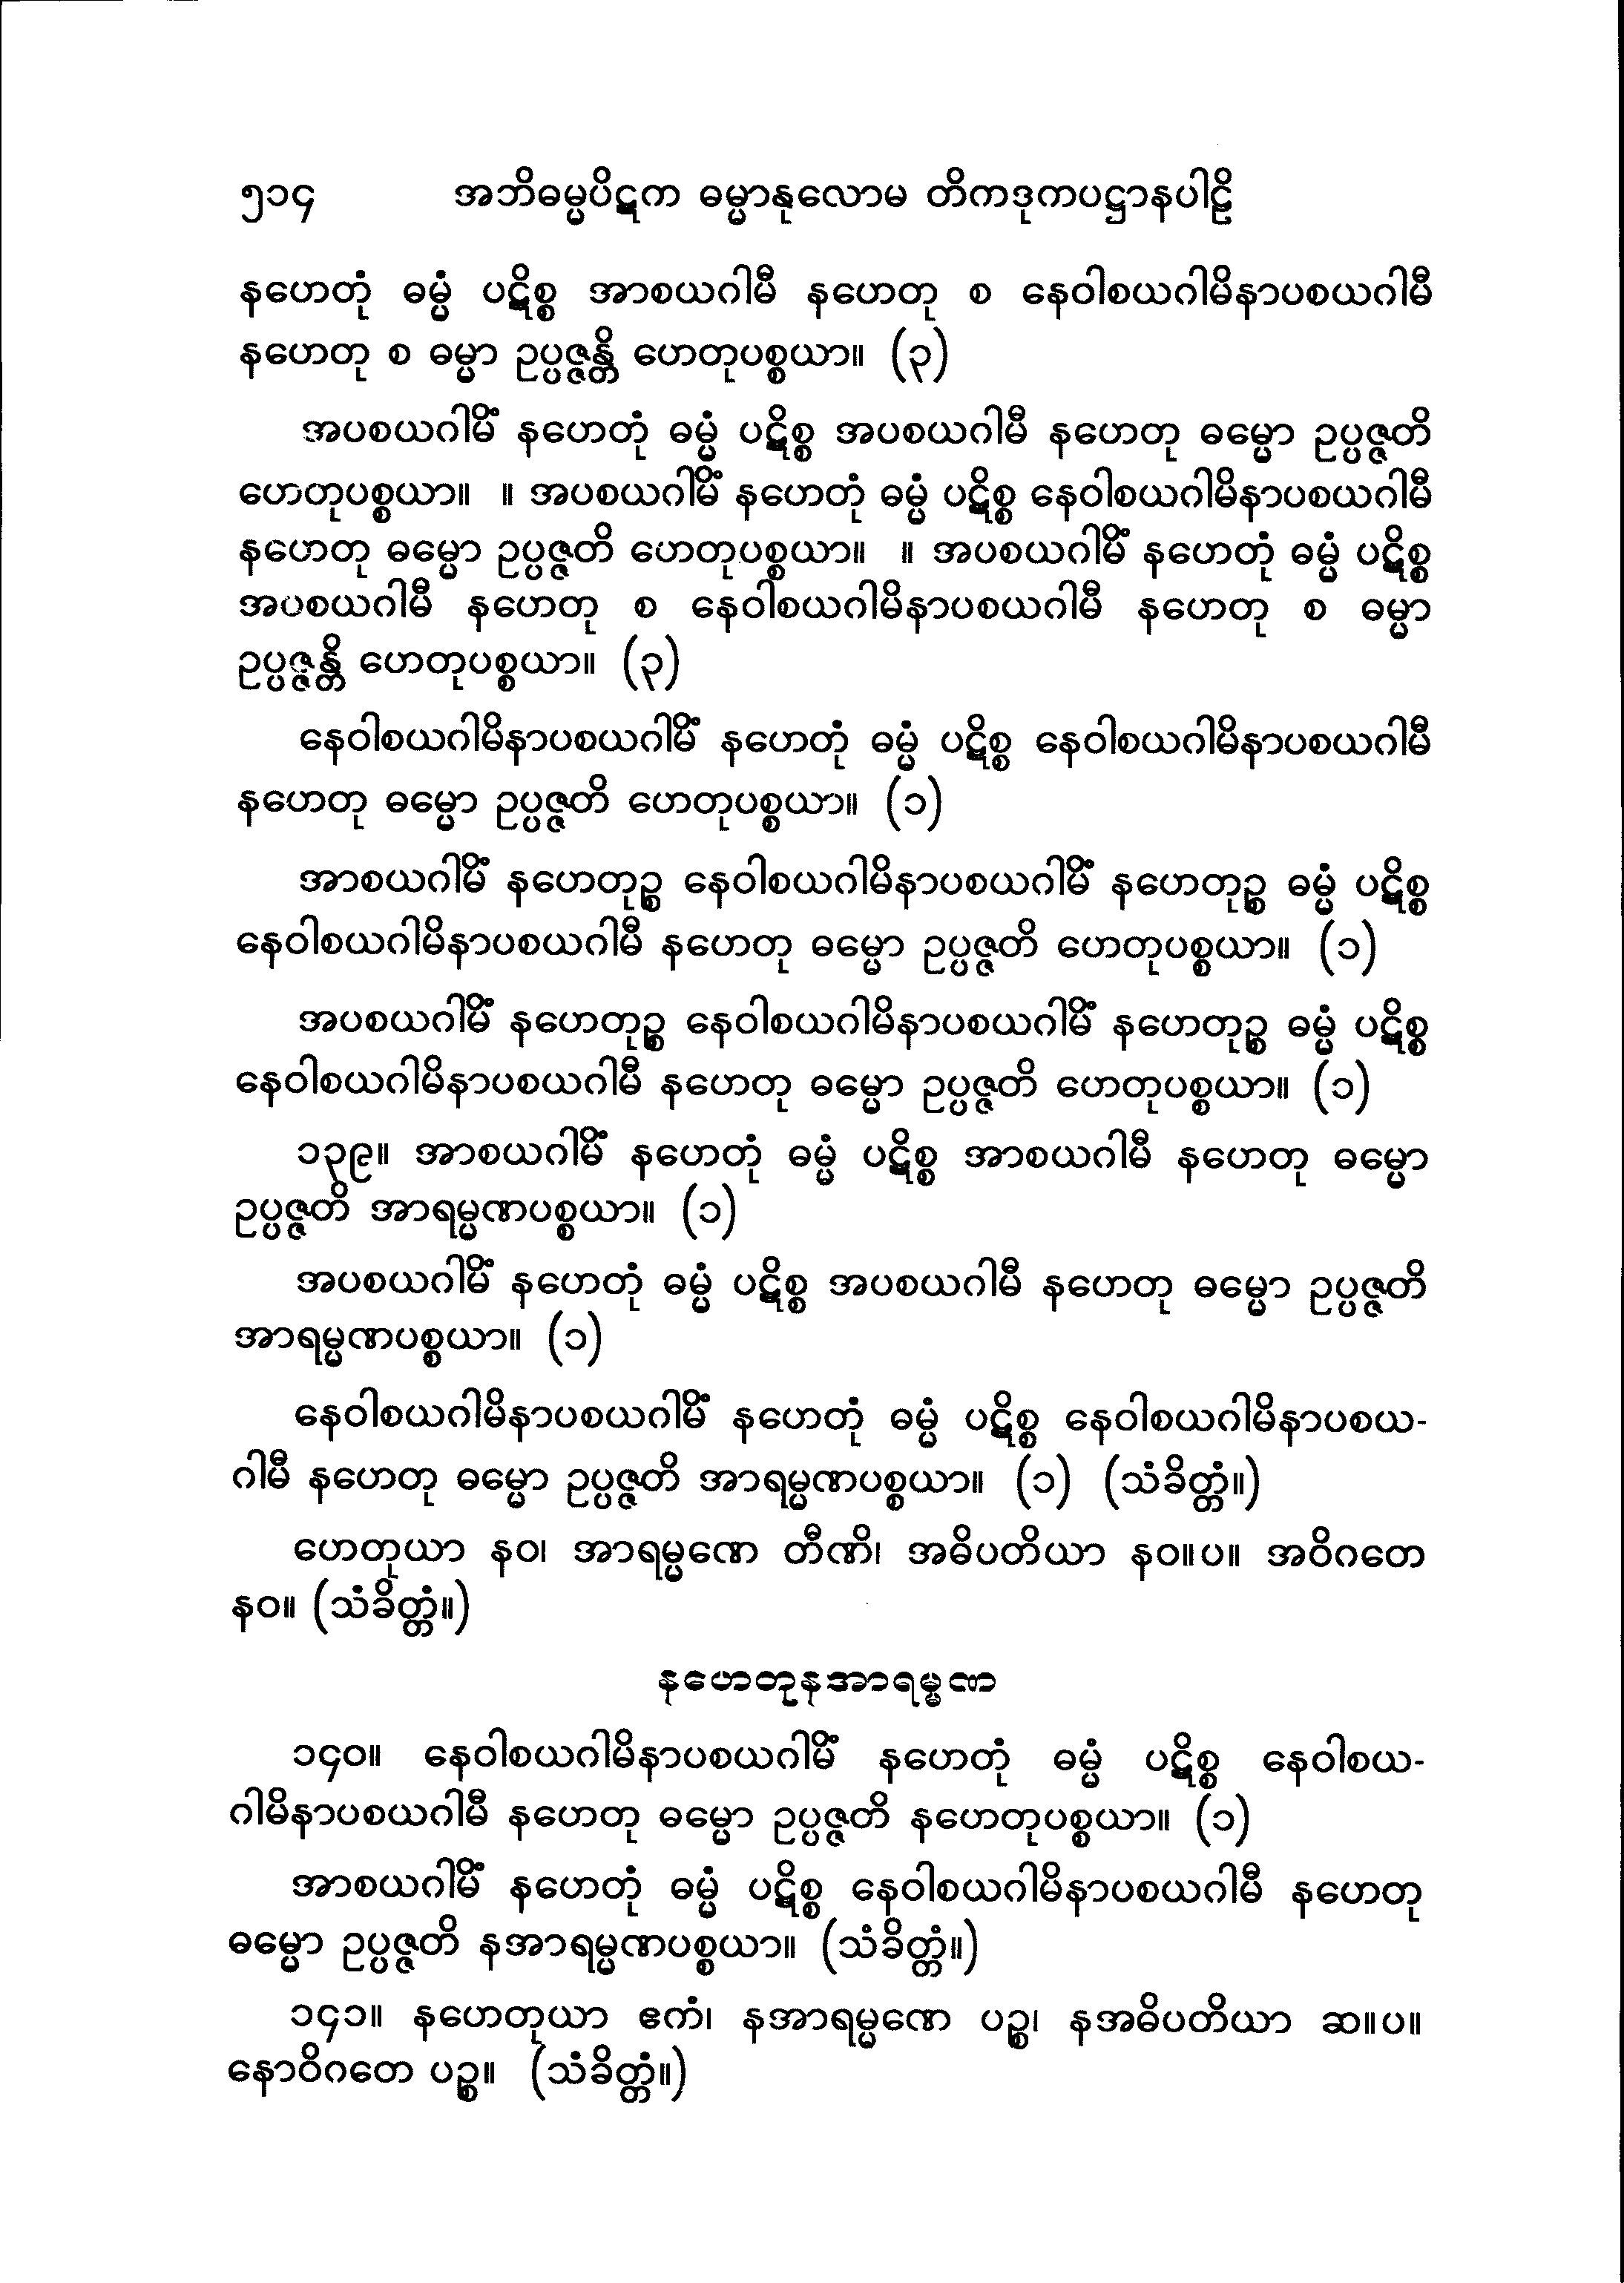 ၅၁၄ အဘိဓမ္မပိဋက ဓမ္မာနုလောမ တိကဒုကပဋ္ဌာနပါဠိ
နဟေတုံ ဓမ္မံ ပဋိစ္စ အာစယဂါမီ နဟေတု စ နေဝါစယဂါမိနာပစယဂါမီ
နဟေတု စ ဓမ္မာ ဥပ္ပဇ္ဇန္တိ ဟေတုပစ္စယာ။ (၃)
အပစယဂါမိံ နဟေတုံ ဓမ္မံ ပဋိစ္စ အပစယဂါမီ နဟေတု ဓမ္မော ဥပ္ပဇ္ဇတိ
ဟေတုပစ္စယာ။ ။ အပစယဂါမိံ နဟေတုံ ဓမ္မံ ပဋိစ္စ နေဝါစယဂါမိနာပစယဂါမီ
နဟေတု ဓမ္မော ဥပ္ပဇ္ဇတိ ဟေတုပစ္စယာ။ ။ အပစယဂါမိံ နဟေတုံ ဓမ္မံ ပဋိစ္စ
အပစယဂါမီ နဟေတု စ နေဝါစယဂါမိနာပစယဂါမီ နဟေတု စ ဓမ္မာ
ဥပ္ပဇ္ဇန္တိ ဟေတုပစ္စယာ။ (၃)
နေဝါစယဂါမိနာပစယဂါမိံ နဟေတုံ ဓမ္မံ ပဋိစ္စ နေဝါစယဂါမိနာပစယဂါမီ
နဟေတု ဓမ္မော ဥပ္ပဇ္ဇတိ ဟေတုပစ္စယာ။ (၁)
အာစယဂါမိံ နဟေတုဉ္စ နေဝါစယဂါမိနာပစယဂါမိံ နဟေတုဉ္စ ဓမ္မံ ပဋိစ္စ
နေဝါစယဂါမိနာပစယဂါမီ နဟေတု ဓမ္မော ဥပ္ပဇ္ဇတိ ဟေတုပစ္စယာ။ (၁)
အပစယဂါမိံ နဟေတုဉ္စ နေဝါစယဂါမိနာပစယဂါမိံ နဟေတုဉ္စ ဓမ္မံ ပဋိစ္စ
နေဝါစယဂါမိနာပစယဂါမီ နဟေတု ဓမ္မော ဥပ္ပဇ္ဇတိ ဟေတုပစ္စယာ။ (၁)
၁၃၉။ အာစယဂါမိံ နဟေတုံ ဓမ္မံ ပဋိစ္စ အာစယဂါမီ နဟေတု ဓမ္မော
ဥပ္ပဇ္ဇတိ အာရမ္မဏပစ္စယာ။ (၁)
အပစယဂါမိံ နဟေတုံ ဓမ္မံ ပဋိစ္စ အပစယဂါမီ နဟေတု ဓမ္မော ဥပ္ပဇ္ဇတိ
အာရမ္မဏပစ္စယာ။ (၁)
နေဝါစယဂါမိနာပစယဂါမိံ နဟေတုံ ဓမ္မံ ပဋိစ္စ နေဝါစယဂါမိနာပစယ-
ဂါမီ နဟေတု ဓမ္မော ဥပ္ပဇ္ဇတိ အာရမ္မဏပစ္စယာ။ (၁) (သံခိတ္တံ။)
ဟေတုယာ နဝ၊ အာရမ္မဏေ တီဏိ၊ အဓိပတိယာ နဝ။ပ။ အဝိဂတေ
နဝ။ (သံခိတ္တံ။)
နဟေတုနအာရမ္မဏ
၁၄၀။ နေဝါစယဂါမိနာပစယဂါမိံ နဟေတုံ ဓမ္မံ ပဋိစ္စ နေဝါစယ-
ဂါမိနာပစယဂါမီ နဟေတု ဓမ္မော ဥပ္ပဇ္ဇတိ နဟေတုပစ္စယာ။ (၁)
အာစယဂါမိံ နဟေတုံ ဓမ္မံ ပဋိစ္စ နေဝါစယဂါမိနာပစယဂါမီ နဟေတု
ဓမ္မော ဥပ္ပဇ္ဇတိ နအာရမ္မဏပစ္စယာ။ (သံခိတ္တံ။)
၁၄၁။ နဟေတုယာ ဧကံ၊ နအာရမ္မဏေ ပဉ္စ၊ နအဓိပတိယာ ဆ။ပ။
နောဝိဂတေ ပဉ္စ။ (သံခိတ္တံ။)